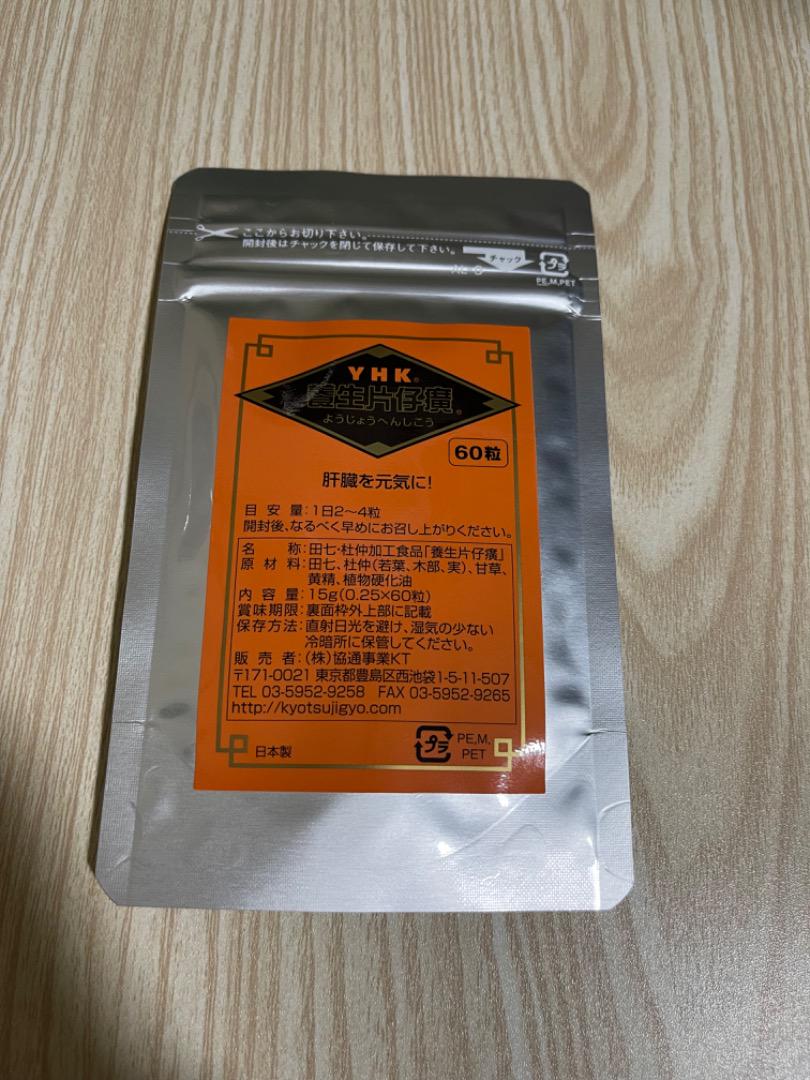 ここからお切り下さい。
開封後はチャックを閉じて保存して下さい。
チャック
プラ
PE,M,PET
YHK®
養生片仔癀®
ようじょうへんしこう
60粒
肝臓を元気に!
目安量:1日2〜4粒
開封後、なるべく早めにお召し上がりください。
名称:田七・杜仲加工食品「養生片仔癀」
原材料:田七、杜仲(若葉、木部、実)、甘草、
黄精、植物硬化油
内容量:15g(0.25×60粒)
賞味期限:裏面枠外上部に記載
保存方法:直射日光を避け、湿気の少ない
冷暗所に保管してください。
販売者:(株)協通事業KT
〒171-0021 東京都豊島区西池袋1-5-11-507
TEL 03-5952-9258 FAX 03-5952-9265
http://kyotsujigyo.com
日本製
プラ
PE,M,
PET